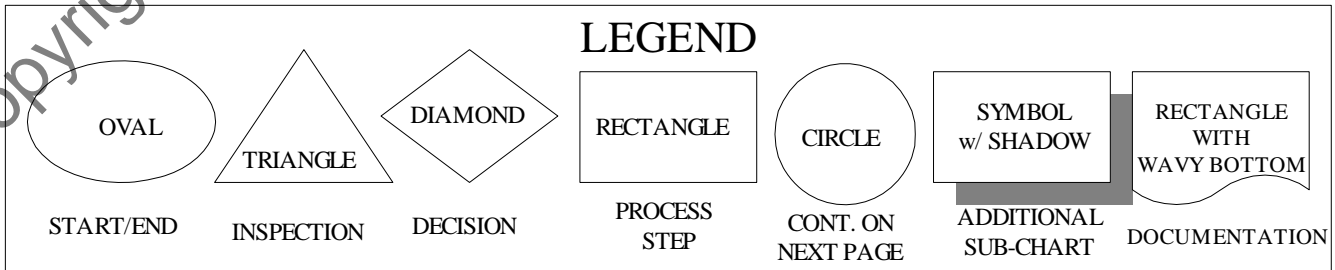 LEGEND
OVAL
START/END
TRIANGLE
INSPECTION
DIAMOND
DECISION
RECTANGLE
PROCESS
STEP
CIRCLE
CONT. ON
NEXT PAGE
SYMBOL
w/ SHADOW
ADDITIONAL
SUB-CHART
RECTANGLE
WITH
WAVY BOTTOM
DOCUMENTATION